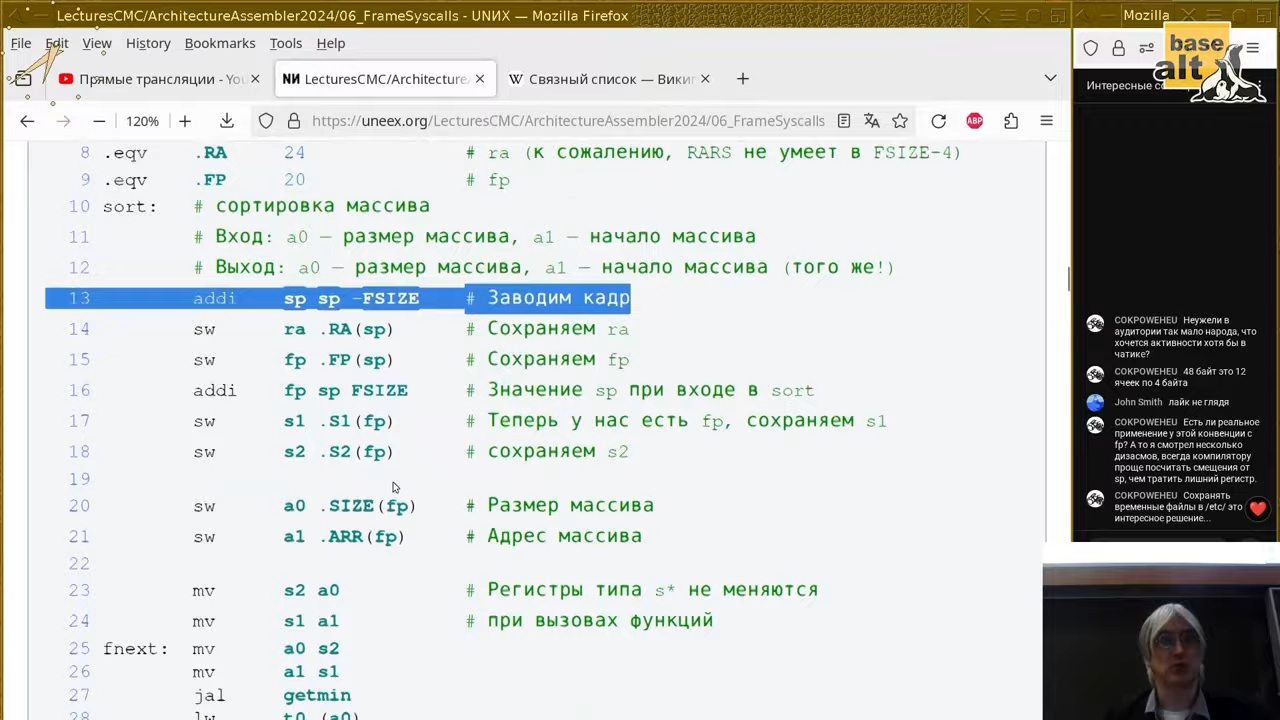 LecturesCMC/ArchitectureAssembler2024/06_FrameSyscalls - UNИХ — Mozilla Firefox
Mozilla
File Edit View History Bookmarks Tools Help
base
alt
Прямые трансляции - You
NИ LecturesCMC/Architecture
W Связный список — Вики
120%
https://uneex.org/LecturesCMC/ArchitectureAssembler2024/06_FrameSyscalls
ABP
8 .eqv .RA 24 # ra (к сожалению, RARS не умеет в FSIZE-4)
9 .eqv .FP 20 # fp
10 sort: # сортировка массива
11 # Вход: a0 — размер массива, a1 — начало массива
12 # Выход: a0 — размер массива, a1 — начало массива (того же!)
13 addi sp sp -FSIZE # Заводим кадр
14 sw ra .RA(sp) # Сохраняем ra
15 sw fp .FP(sp) # Сохраняем fp
16 addi fp sp FSIZE # Значение sp при входе в sort
17 sw s1 .S1(fp) # Теперь у нас есть fp, сохраняем s1
18 sw s2 .S2(fp) # сохраняем s2
19
20 sw a0 .SIZE(fp) # Размер массива
21 sw a1 .ARR(fp) # Адрес массива
22
23 mv s2 a0 # Регистры типа s* не меняются
24 mv s1 a1 # при вызовах функций
25 fnext: mv a0 s2
26 mv a1 s1
27 jal getmin
28 lw t0 (a0)
Интересные со
COKPOWEHEU Неужели в
аудитории так мало народа, что
хочется активности хотя бы в
чатике?
COKPOWEHEU 48 байт это 12
ячеек по 4 байта
John Smith лайк не глядя
COKPOWEHEU Есть ли реальное
применение у этой конвенции с
fp? А то я смотрел несколько
дизасмов, всегда компилятору
проще посчитать смещения от
sp, чем тратить лишний регистр.
COKPOWEHEU Сохранять
временные файлы в /etc/ это
интересное решение...